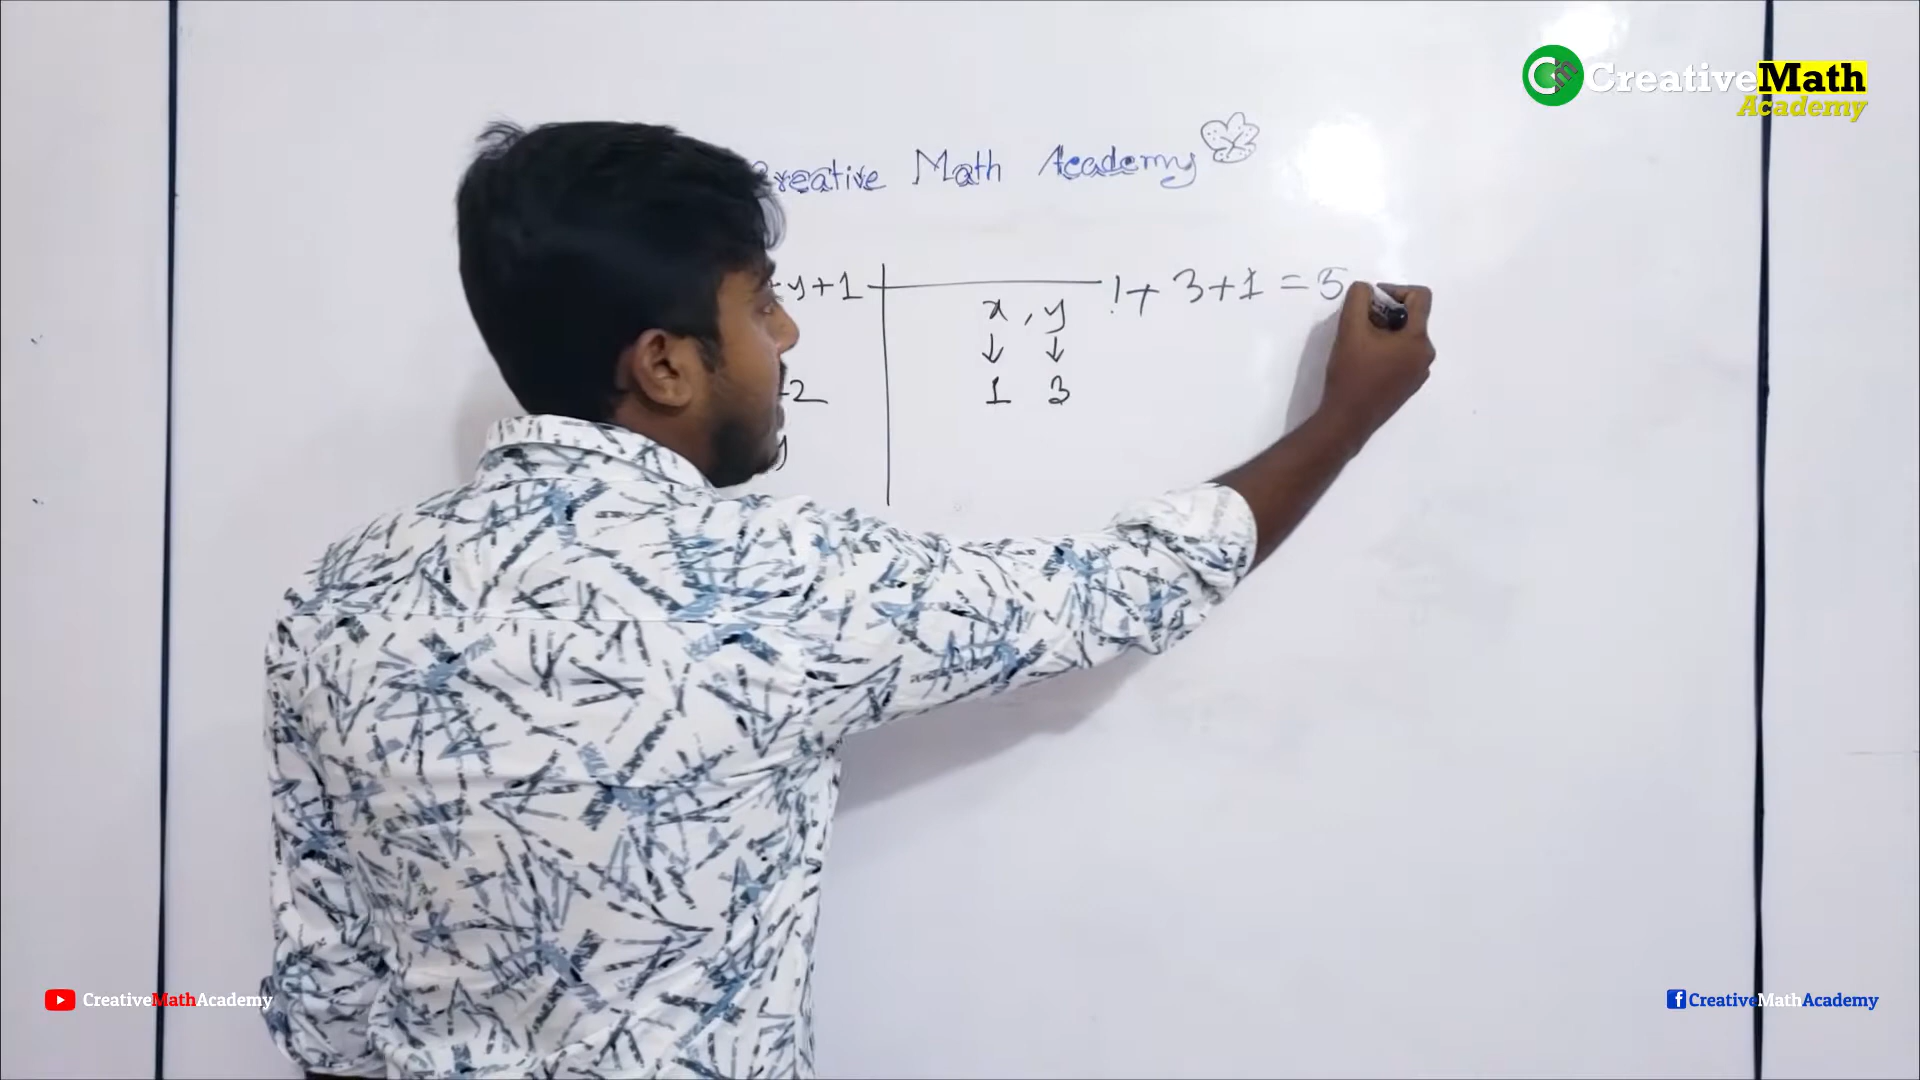 CreativeMath
Academy
Creative Math Academy
y+1
1+ 3+1 = 5
x, y
↓ ↓
1 3
2
y
CreativeMathAcademy
CreativeMathAcademy